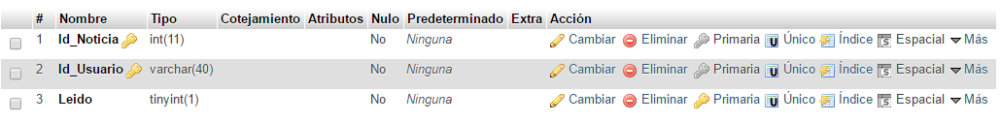 # Nombre Tipo Cotejamiento Atributos Nulo Predeterminado Extra Acción
1 Id_Noticia int(11) No Ninguna Cambiar Eliminar Primaria Único Índice Espacial Más
2 Id_Usuario varchar(40) No Ninguna Cambiar Eliminar Primaria Único Índice Espacial Más
3 Leido tinyint(1) No Ninguna Cambiar Eliminar Primaria Único Índice Espacial Más